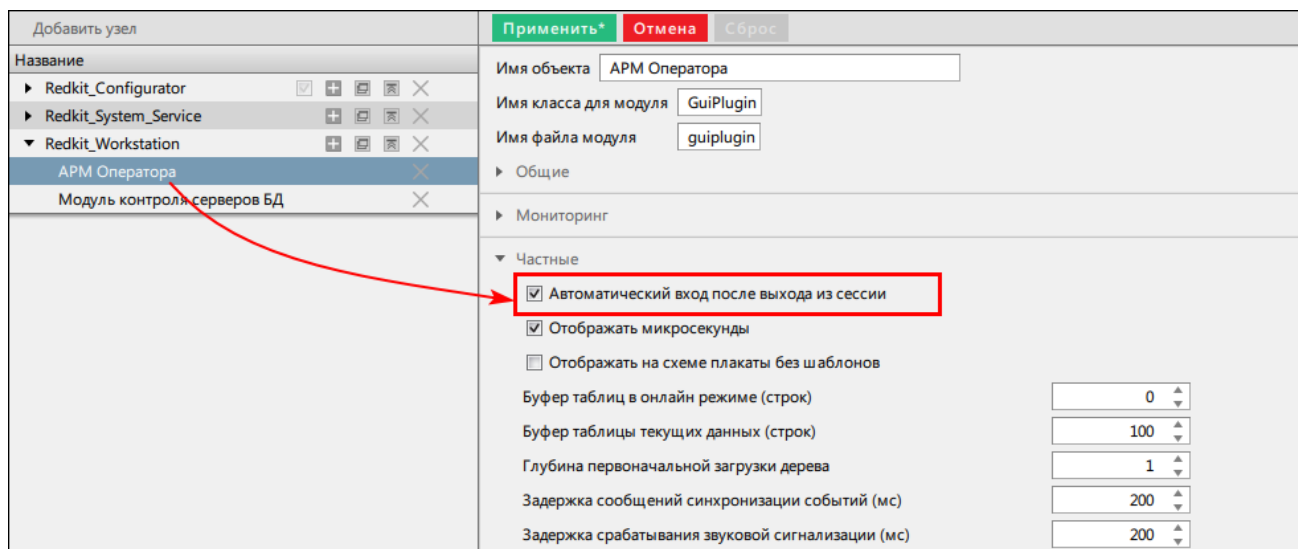 Добавить узел
Название
Redkit_Configurator
Redkit_System_Service
Redkit_Workstation
АРМ Оператора
Модуль контроля серверов БД
Применить* Отмена Сброс
Имя объекта АРМ Оператора
Имя класса для модуля GuiPlugin
Имя файла модуля guiplugin
Общие
Мониторинг
Частные
Автоматический вход после выхода из сессии
Отображать микросекунды
Отображать на схеме плакаты без шаблонов
Буфер таблиц в онлайн режиме (строк) 0
Буфер таблицы текущих данных (строк) 100
Глубина первоначальной загрузки дерева 1
Задержка сообщений синхронизации событий (мс) 200
Задержка срабатывания звуковой сигнализации (мс) 200